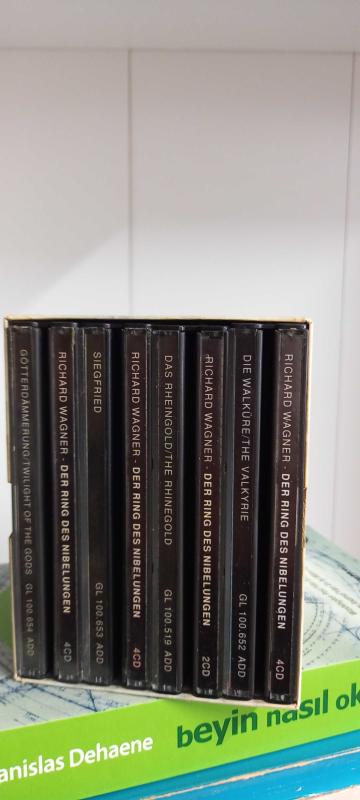 GÖTTERDÄMMERUNG/TWILIGHT OF THE GODS GL 100.654 ADD
RICHARD WAGNER · DER RING DES NIBELUNGEN 4CD
SIEGFRIED GL 100.653 ADD
RICHARD WAGNER · DER RING DES NIBELUNGEN 4CD
DAS RHEINGOLD/THE RHINEGOLD GL 100.519 ADD
RICHARD WAGNER · DER RING DES NIBELUNGEN 2CD
DIE WALKÜRE/THE VALKYRIE GL 100.652 ADD
RICHARD WAGNER · DER RING DES NIBELUNGEN 4CD
anislas Dehaene beyin nasıl ok